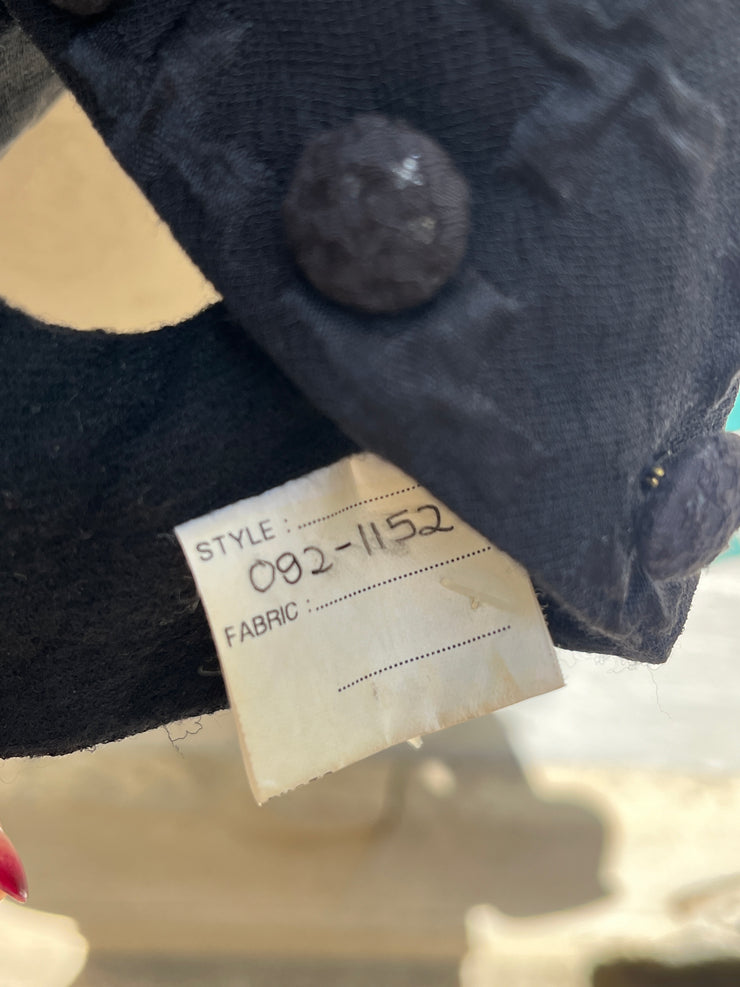 STYLE :
092-1152
FABRIC :